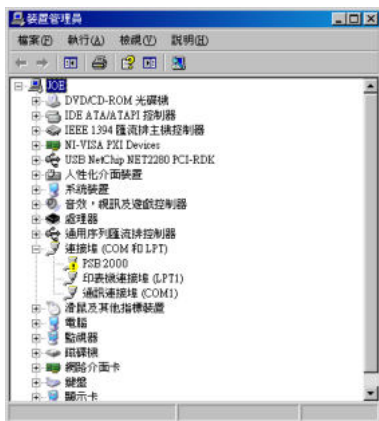 裝置管理員
檔案(F) 執行(A) 檢視(V) 說明(H)
JOE
DVD/CD-ROM 光碟機
IDE ATA/ATAPI 控制器
IEEE 1394 匯流排主機控制器
NI-VISA PXI Devices
USB NetChip NET2280 PCI-RDK
人性化介面裝置
系統裝置
音效，視訊及遊戲控制器
處理器
通用序列匯流排控制器
連接埠 (COM 和 LPT)
PSB 2000
印表機連接埠 (LPT1)
通訊連接埠 (COM1)
滑鼠及其他指標裝置
電腦
監視器
磁碟機
網路介面卡
鍵盤
顯示卡